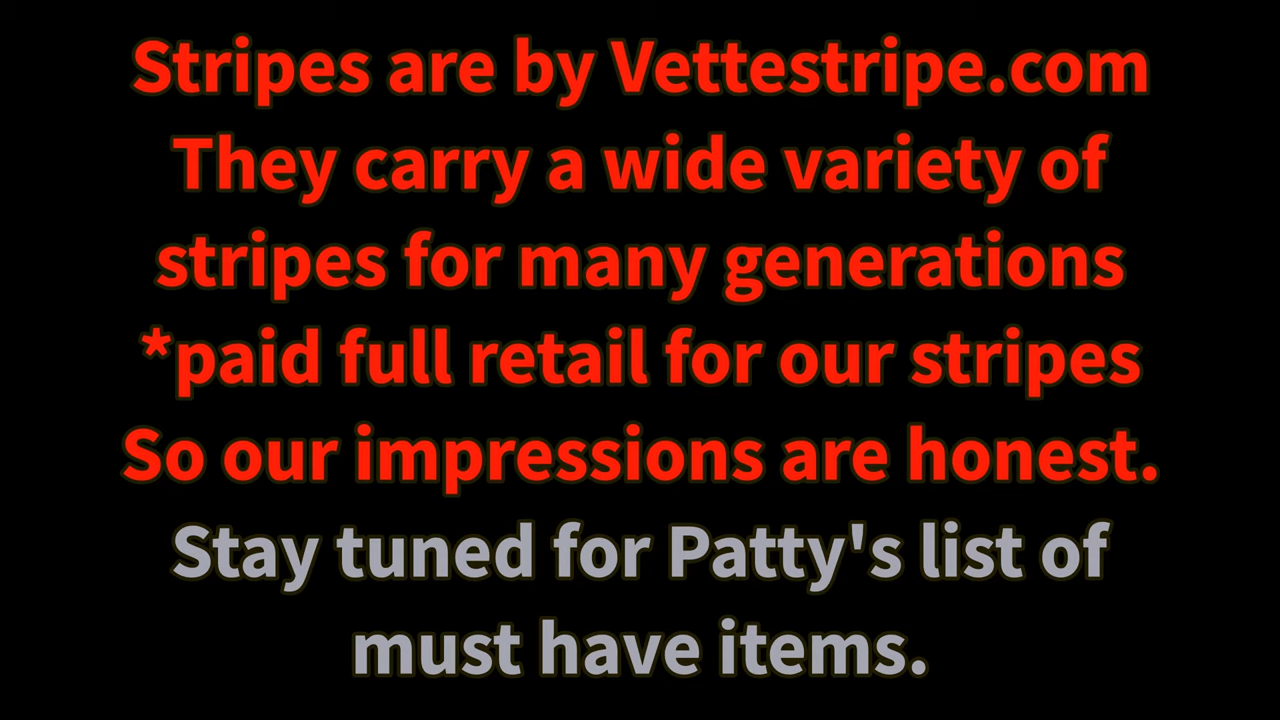 Stripes are by Vettestripe.com
They carry a wide variety of
stripes for many generations
*paid full retail for our stripes
So our impressions are honest.
Stay tuned for Patty's list of
must have items.